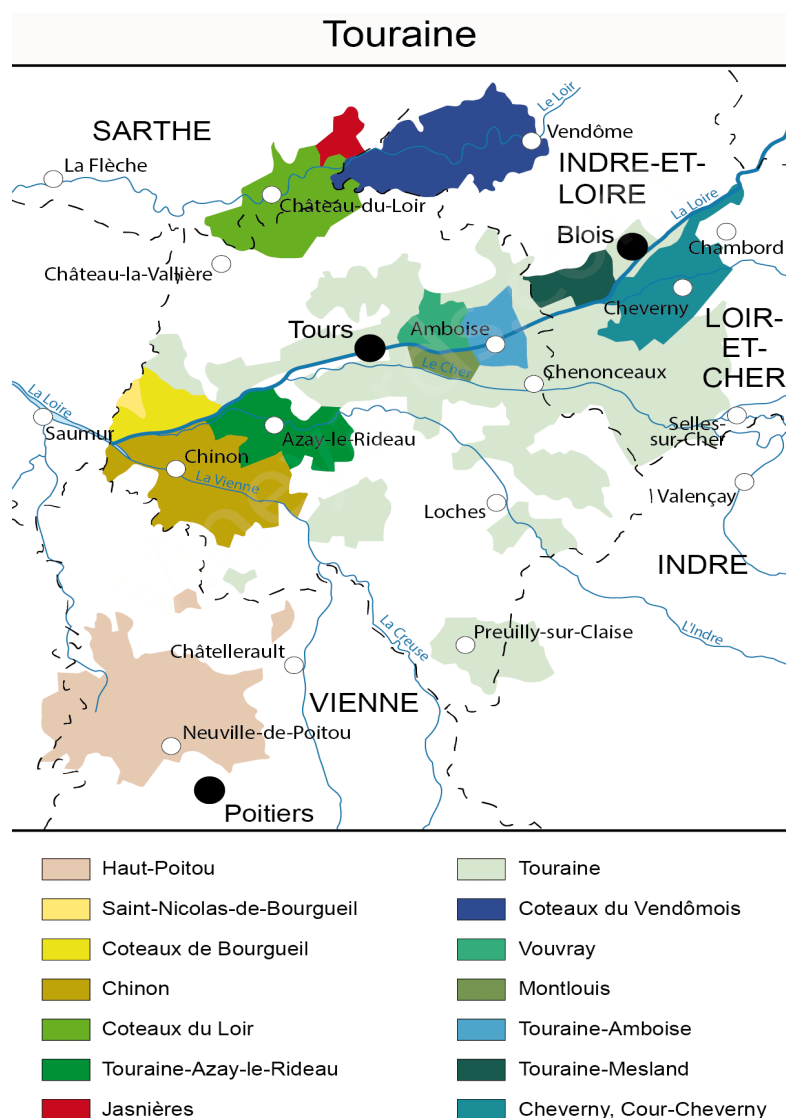 Touraine
Le Loir
SARTHE
Vendôme
La Flèche
INDRE-ET-
LOIRE
Château-du-Loir
La Loire
Blois
Chambord
Château-la-Vallière
Cheverny
Tours
Amboise
LOIR-
ET-
CHER
Le Cher
Chenonceaux
La Loire
Saumur
Azay-le-Rideau
Selles-
sur-Cher
Chinon
La Vienne
Valençay
Loches
INDRE
La Creuse
L'Indre
Preuilly-sur-Claise
Châtellerault
VIENNE
Neuville-de-Poitou
Poitiers
Haut-Poitou
Saint-Nicolas-de-Bourgueil
Coteaux de Bourgueil
Chinon
Coteaux du Loir
Touraine-Azay-le-Rideau
Jasnières
Touraine
Coteaux du Vendômois
Vouvray
Montlouis
Touraine-Amboise
Touraine-Mesland
Cheverny, Cour-Cheverny